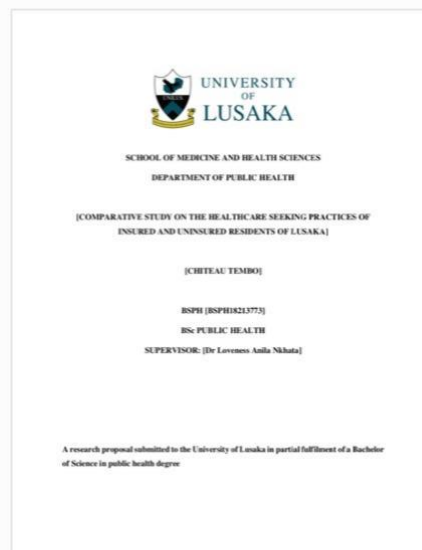 UNIVERSITY
OF
LUSAKA
SCHOOL OF MEDICINE AND HEALTH SCIENCES
DEPARTMENT OF PUBLIC HEALTH
[COMPARATIVE STUDY ON THE HEALTHCARE SEEKING PRACTICES OF
INSURED AND UNINSURED RESIDENTS OF LUSAKA]
[CHITEAU TEMBO]
BSPH [BSPH18213773]
BSc PUBLIC HEALTH
SUPERVISOR: [Dr Loveness Anila Nkhata]
A research proposal submitted to the University of Lusaka in partial fulfilment of a Bachelor
of Science in public health degree